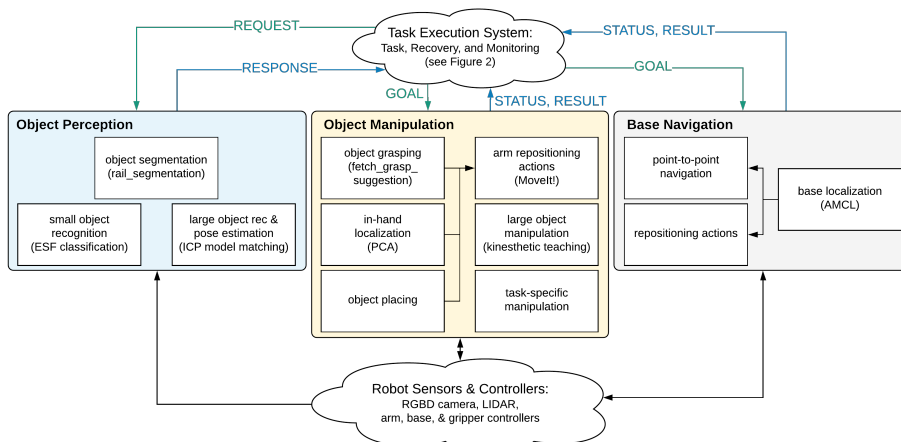 Task Execution System:
Task, Recovery, and Monitoring
(see Figure 2)
REQUEST
RESPONSE
GOAL
STATUS, RESULT
STATUS, RESULT
GOAL
Object Perception
object segmentation
(rail_segmentation)
small object
recognition
(ESF classification)
large object rec &
pose estimation
(ICP model matching)
Object Manipulation
object grasping
(fetch_grasp_
suggestion)
arm repositioning
actions
(MoveIt!)
in-hand
localization
(PCA)
large object
manipulation
(kinesthetic teaching)
object placing
task-specific
manipulation
Base Navigation
point-to-point
navigation
repositioning actions
base localization
(AMCL)
Robot Sensors & Controllers:
RGBD camera, LIDAR,
arm, base, & gripper controllers